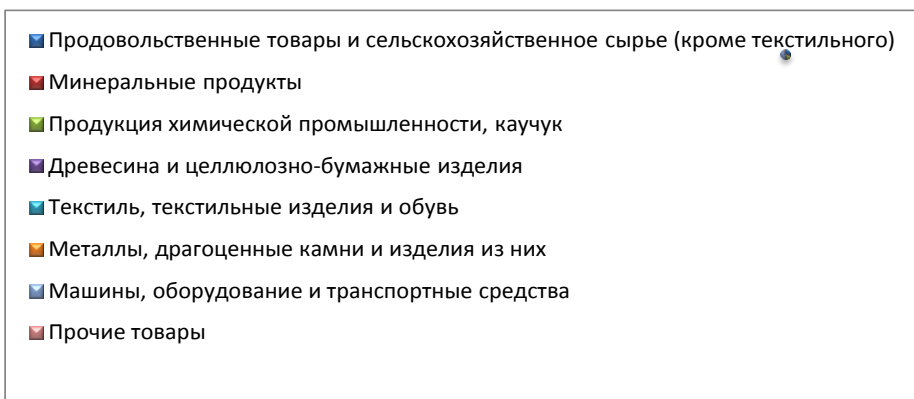 Продовольственные товары и сельскохозяйственное сырье (кроме текстильного)
Минеральные продукты
Продукция химической промышленности, каучук
Древесина и целлюлозно-бумажные изделия
Текстиль, текстильные изделия и обувь
Металлы, драгоценные камни и изделия из них
Машины, оборудование и транспортные средства
Прочие товары